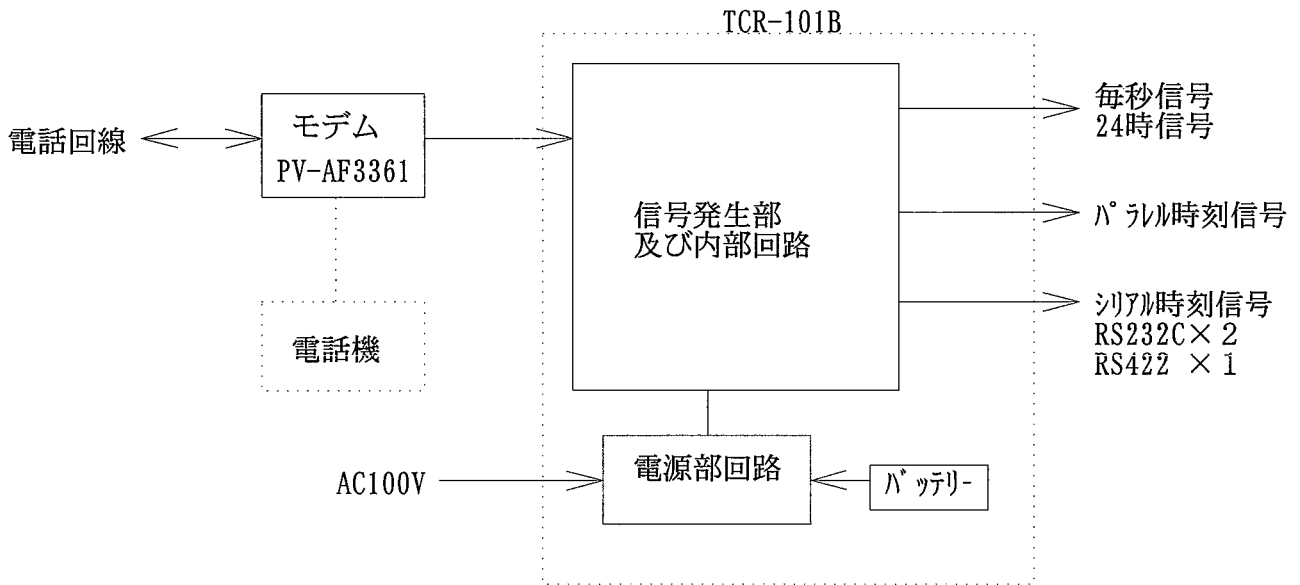 TCR-101B
電話回線
モデム
PV-AF3361
電話機
信号発生部
及び内部回路
毎秒信号
24時信号
ﾊﾟﾗﾚﾙ時刻信号
ｼﾘｱﾙ時刻信号
RS232C×２
RS422 ×１
AC100V
電源部回路
ﾊﾞｯﾃﾘｰ